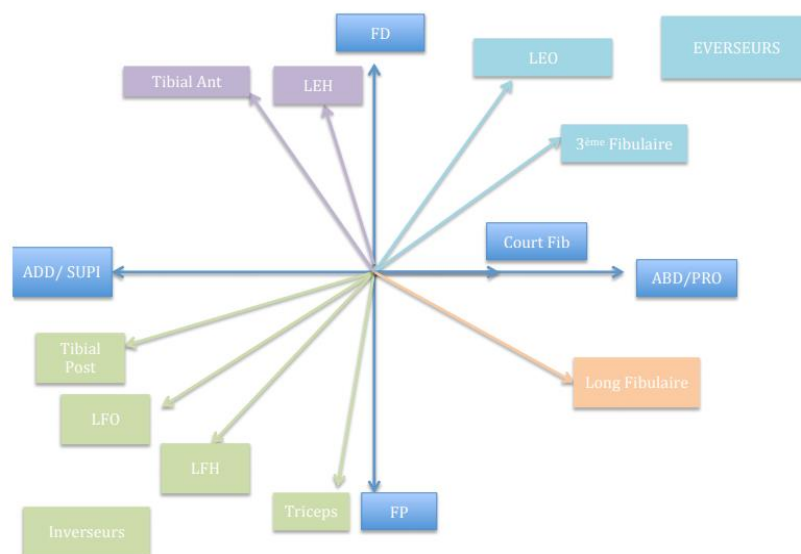 FD
EVERSEURS
LEO
Tibial Ant
LEH
3ème Fibulaire
Court Fib
ADD/ SUPI
ABD/PRO
Tibial
Post
Long Fibulaire
LFO
LFH
Triceps
FP
Inverseurs